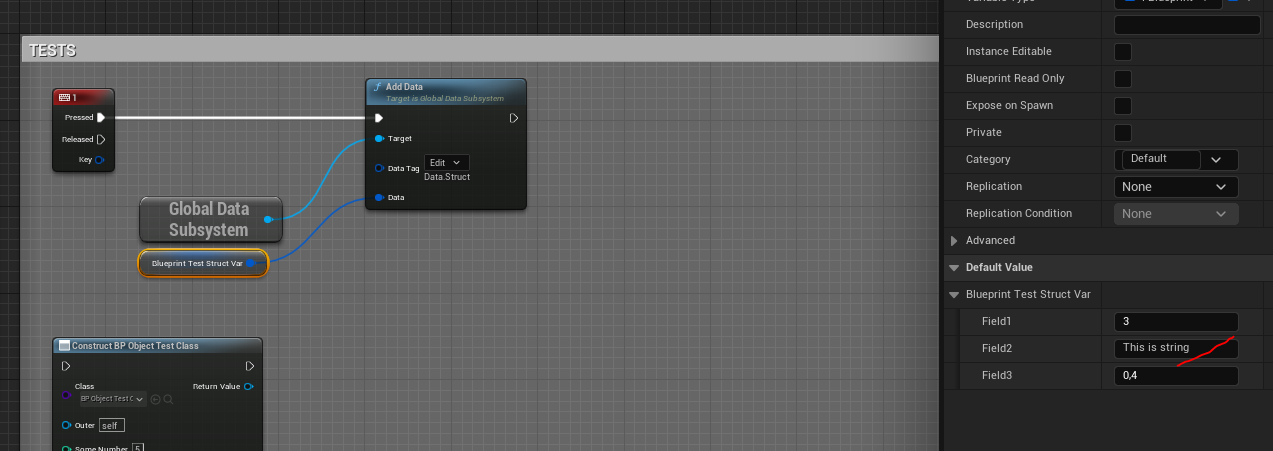 TESTS
1
Pressed
Released
Key
Add Data
Target is Global Data Subsystem
Target
Data Tag
Edit
Data.Struct
Data
Global Data
Subsystem
Blueprint Test Struct Var
Construct BP Object Test Class
Class
BP Object Test C
Return Value
Outer
self
Some Number
5
Description
Instance Editable
Blueprint Read Only
Expose on Spawn
Private
Category
Default
Replication
None
Replication Condition
None
Advanced
Default Value
Blueprint Test Struct Var
Field1
3
Field2
This is string
Field3
0,4